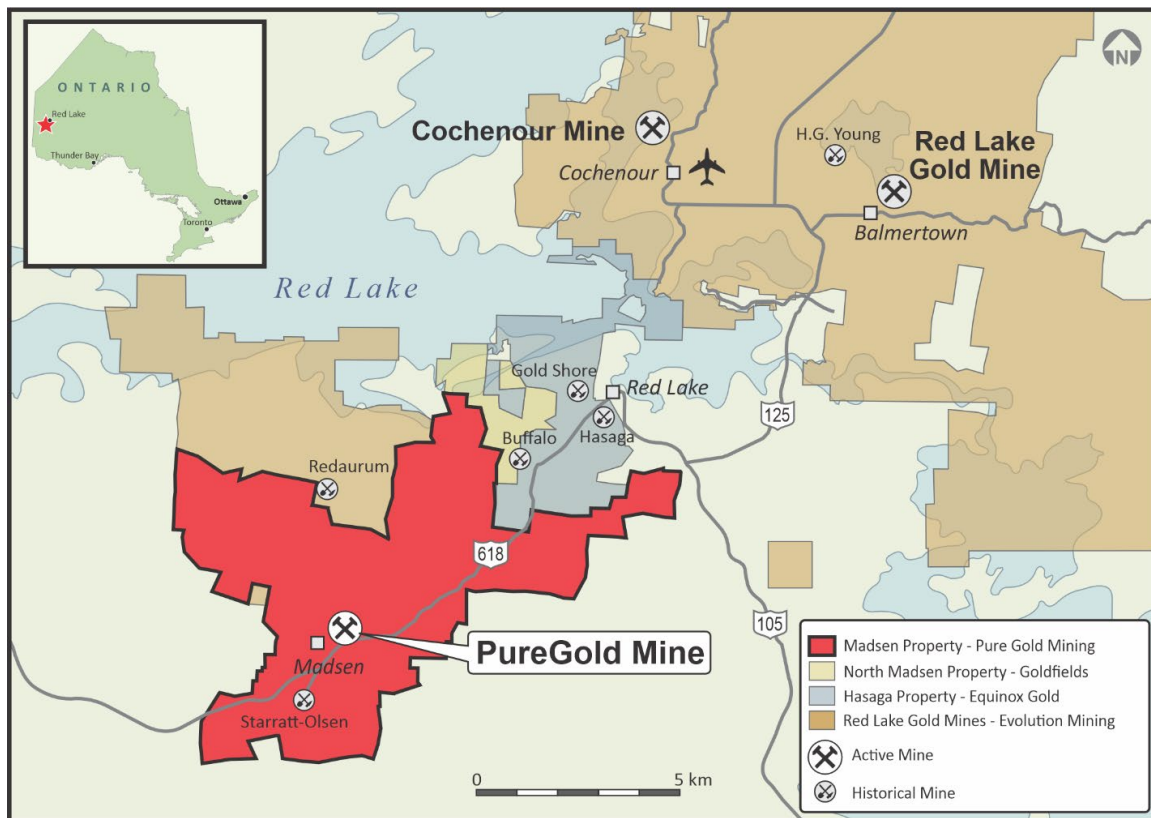 ONTARIO
Red Lake
Thunder Bay
Ottawa
Toronto
N
Cochenour Mine
Cochenour
H.G. Young
Red Lake
Gold Mine
Balmertown
Red Lake
Gold Shore
Red Lake
Hasaga
Buffalo
125
Redaurum
618
105
PureGold Mine
Madsen
Starratt-Olsen
0
5 km
Madsen Property - Pure Gold Mining
North Madsen Property - Goldfields
Hasaga Property - Equinox Gold
Red Lake Gold Mines - Evolution Mining
Active Mine
Historical Mine